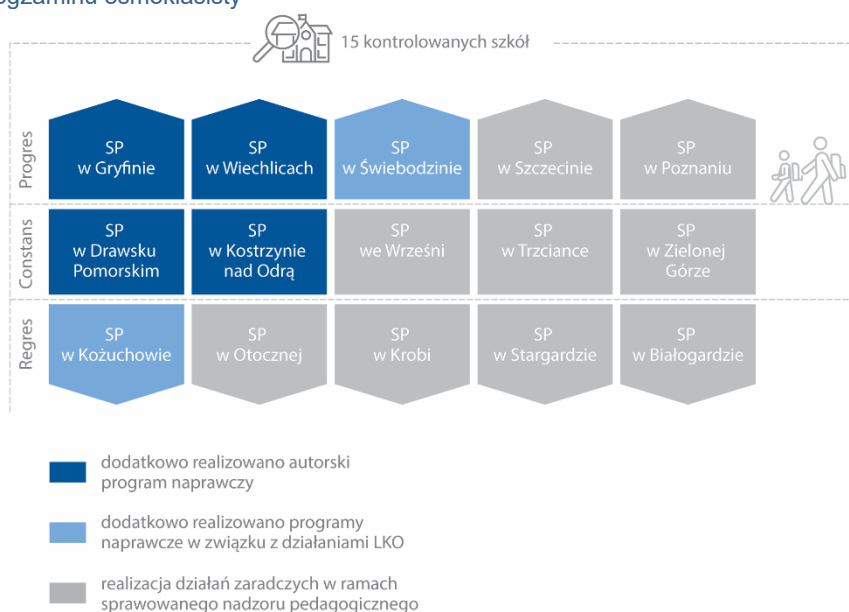 egzaminu ósmoklasisty
15 kontrolowanych szkół
Progres
SP
w Gryfinie
SP
w Wiechlicach
SP
w Świebodzinie
SP
w Szczecinie
SP
w Poznaniu
Constans
SP
w Drawsku
Pomorskim
SP
w Kostrzynie
nad Odrą
SP
we Wrześni
SP
w Trzciance
SP
w Zielonej
Górze
Regres
SP
w Kożuchowie
SP
w Otocznej
SP
w Krobi
SP
w Stargardzie
SP
w Białogardzie
dodatkowo realizowano autorski
program naprawczy
dodatkowo realizowano programy
naprawcze w związku z działaniami LKO
realizacja działań zaradczych w ramach
sprawowanego nadzoru pedagogicznego